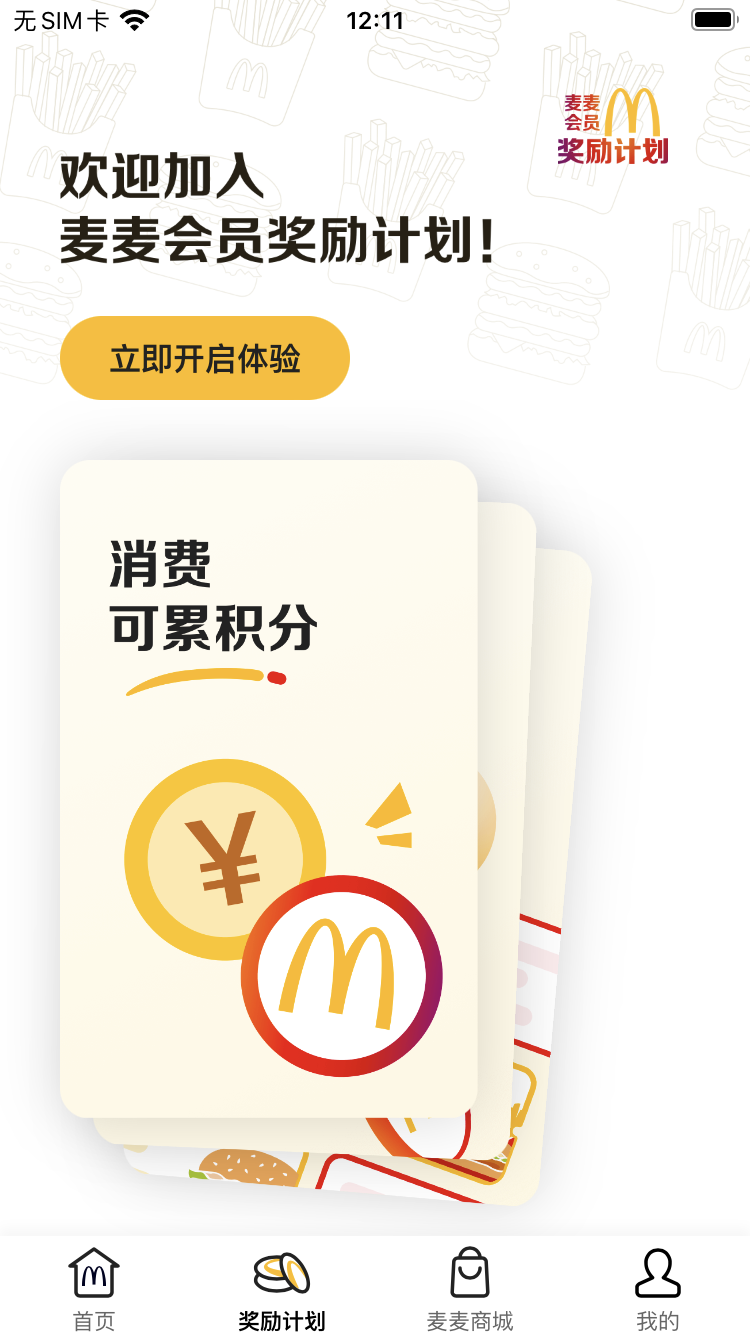 无 SIM 卡
12:11
麦麦
会员
奖励计划
欢迎加入
麦麦会员奖励计划！
立即开启体验
消费
可累积分
¥
首页
奖励计划
麦麦商城
我的